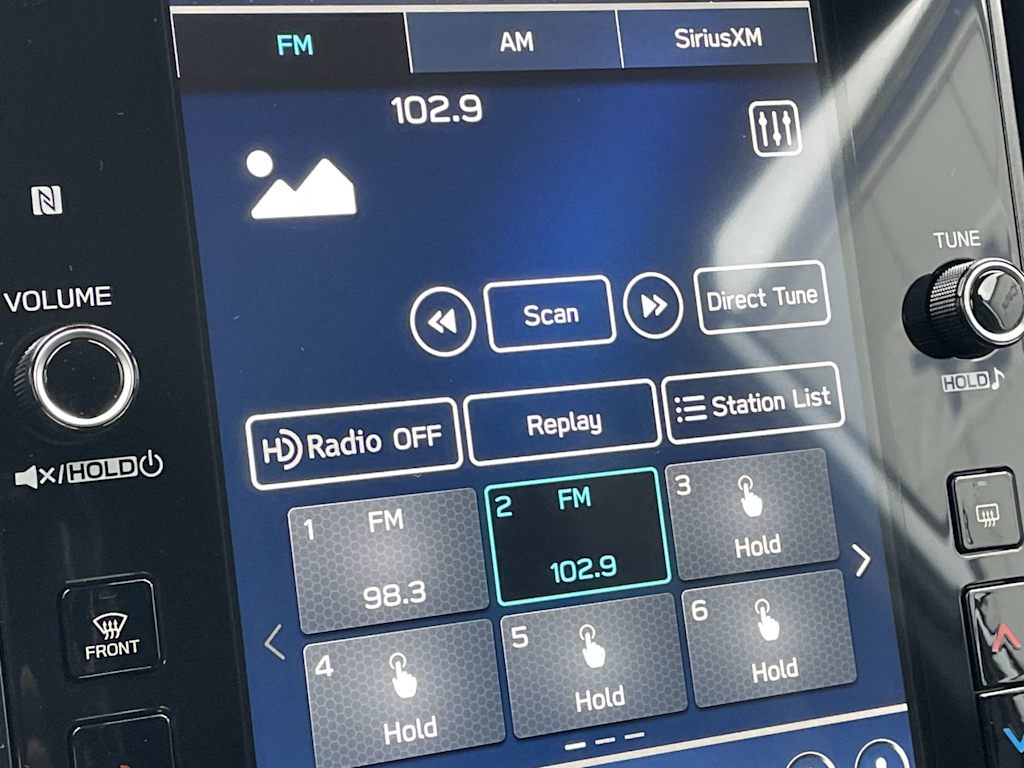 FM AM SiriusXM
102.9
VOLUME
TUNE
Scan Direct Tune
HOLD
HD Radio OFF Replay Station List
/HOLD
1 FM 98.3
2 FM 102.9
3 Hold
4 Hold
5 Hold
6 Hold
FRONT